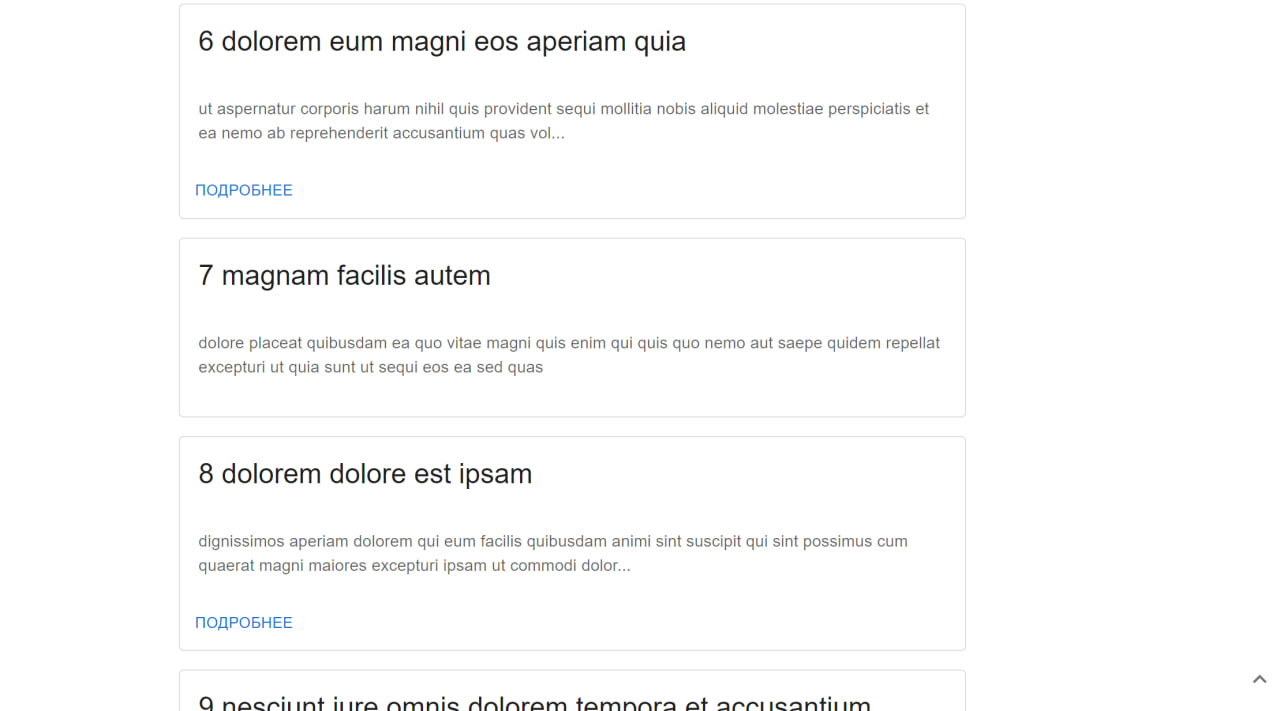 6 dolorem eum magni eos aperiam quia
ut aspernatur corporis harum nihil quis provident sequi mollitia nobis aliquid molestiae perspiciatis et
ea nemo ab reprehenderit accusantium quas vol...
ПОДРОБНЕЕ
7 magnam facilis autem
dolore placeat quibusdam ea quo vitae magni quis enim qui quis quo nemo aut saepe quidem repellat
excepturi ut quia sunt ut sequi eos ea sed quas
8 dolorem dolore est ipsam
dignissimos aperiam dolorem qui eum facilis quibusdam animi sint suscipit qui sint possimus cum
quaerat magni maiores excepturi ipsam ut commodi dolor...
ПОДРОБНЕЕ
9 nesciunt iure omnis dolorem tempora et accusantium